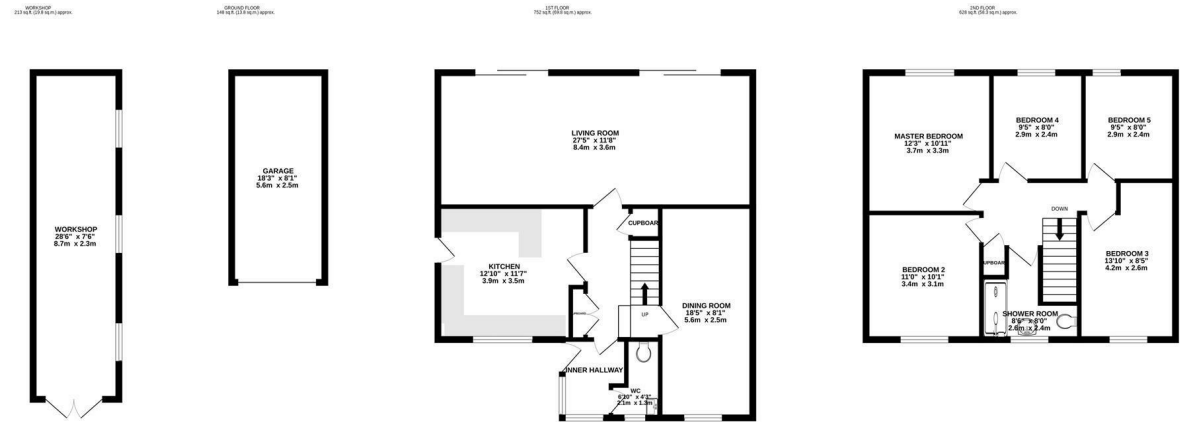 WORKSHOP
213 sq.ft. (19.8 sq.m.) approx.
GROUND FLOOR
148 sq.ft. (13.8 sq.m.) approx.
1ST FLOOR
752 sq.ft. (69.9 sq.m.) approx.
2ND FLOOR
628 sq.ft. (58.3 sq.m.) approx.
WORKSHOP
28'6" x 7'6"
8.7m x 2.3m
GARAGE
18'3" x 8'1"
5.6m x 2.5m
LIVING ROOM
27'5" x 11'8"
8.4m x 3.6m
CUPBOAR
KITCHEN
12'10" x 11'7"
3.9m x 3.5m
UP
DINING ROOM
18'5" x 8'1"
5.6m x 2.5m
INNER HALLWAY
WC
6'10" x 4'3"
2.1m x 1.3m
MASTER BEDROOM
12'3" x 10'11"
3.7m x 3.3m
BEDROOM 4
9'5" x 8'0"
2.9m x 2.4m
BEDROOM 5
9'5" x 8'0"
2.9m x 2.4m
DOWN
BEDROOM 2
11'0" x 10'1"
3.4m x 3.1m
UPBOAR
BEDROOM 3
13'10" x 8'5"
4.2m x 2.6m
SHOWER ROOM
8'6" x 8'0"
2.6m x 2.4m